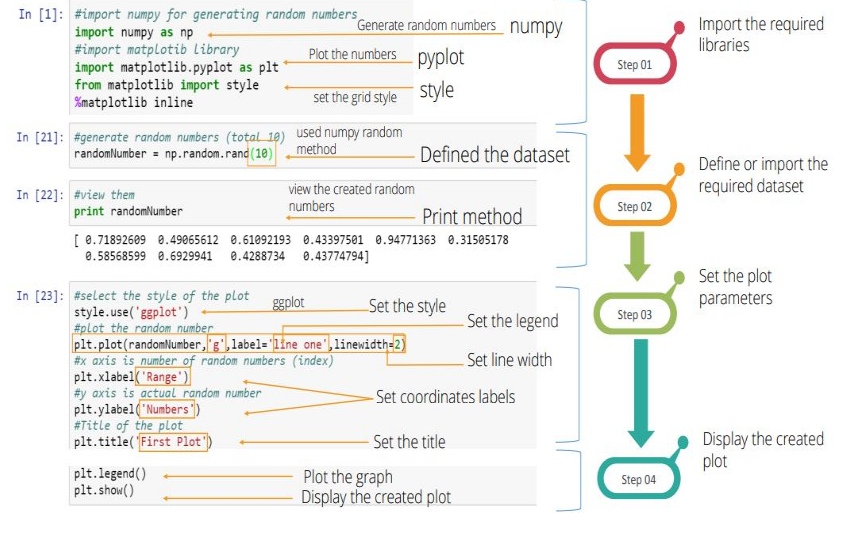 In [1]:
#import numpy for generating random numbers
import numpy as np
Generate random numbers
numpy
#import matplotib library
import matplotlib.pyplot as plt
Plot the numbers
pyplot
from matplotlib import style
set the grid style
style
%matplotlib inline
In [21]:
#generate random numbers (total 10)
randomNumber = np.random.rand(10)
used numpy random
method
Defined the dataset
In [22]:
#view them
print randomNumber
view the created random
numbers
Print method
[ 0.71892609 0.49065612 0.61092193 0.43397501 0.94771363 0.31505178
0.58568599 0.6929941 0.4288734 0.43774794]
In [23]:
#select the style of the plot
style.use('ggplot')
ggplot
Set the style
#plot the random number
Set the legend
plt.plot(randomNumber,'g',label='line one',linewidth=2)
Set line width
#x axis is number of random numbers (index)
plt.xlabel('Range')
#y axis is actual random number
Set coordinates labels
plt.ylabel('Numbers')
#Title of the plot
plt.title('First Plot')
Set the title
plt.legend()
Plot the graph
plt.show()
Display the created plot
Step 01
Import the required
libraries
Step 02
Define or import the
required dataset
Step 03
Set the plot
parameters
Step 04
Display the created
plot